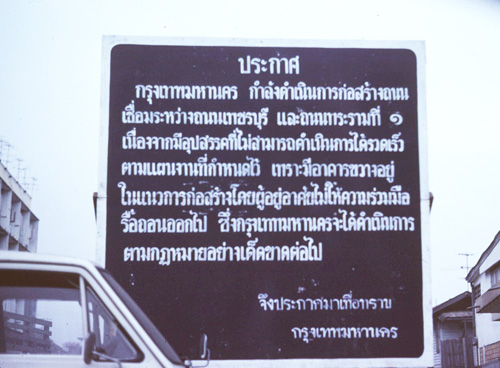 ประกาศ
กรุงเทพมหานคร กำลังดำเนินการก่อสร้างถนน
เชื่อมระหว่างถนนเพชรบุรี และถนนพระรามที่ ๑
เนื่องจากมีอุปสรรคที่ไม่สามารถดำเนินการได้รวดเร็ว
ตามแผนงานที่กำหนดไว้ เพราะมีอาคารขวางอยู่
ในแนวการก่อสร้างโดยผู้อยู่อาศัยไม่ให้ความร่วมมือ
รื้อถอนออกไป ซึ่งกรุงเทพมหานครจะได้ดำเนินการ
ตามกฎหมายอย่างเด็ดขาดต่อไป
จึงประกาศมาเพื่อทราบ
กรุงเทพมหานคร